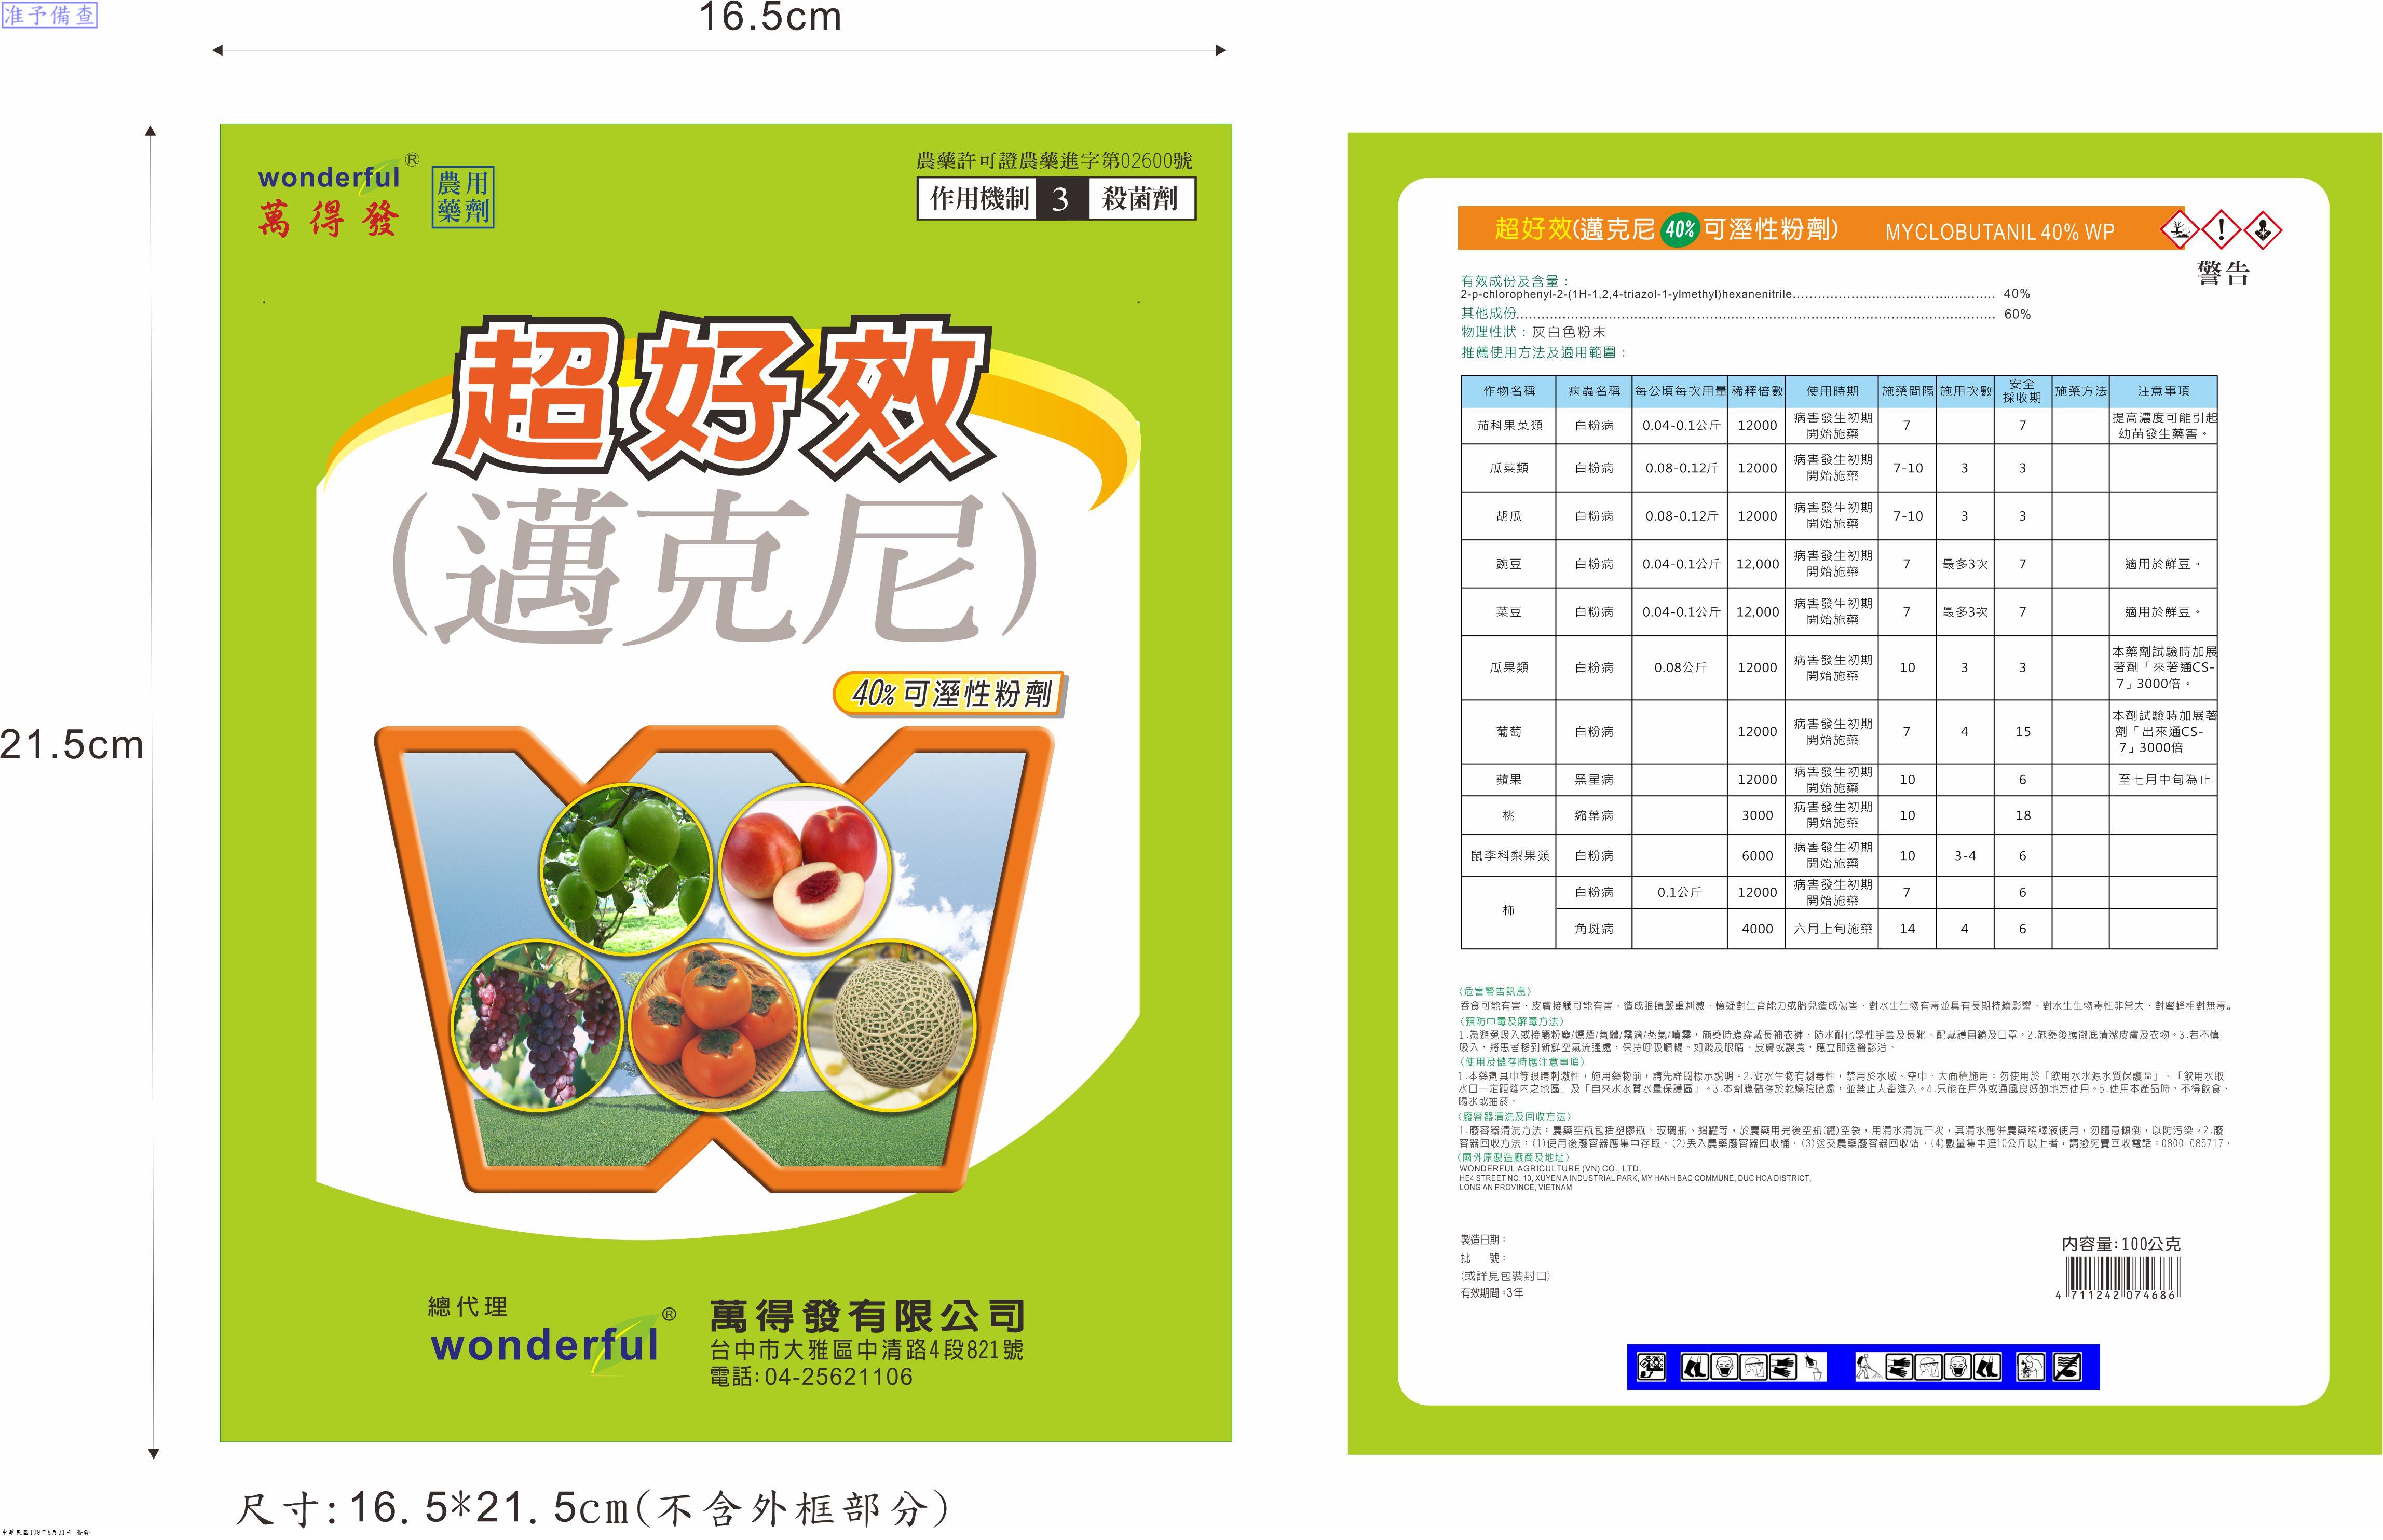 准予備查
16.5cm
21.5cm
wonderful®
萬得發
農用
藥劑
農藥許可證農藥進字第02600號
作用機制 3 殺菌劑
超好效
(邁克尼)
40% 可溼性粉劑
總代理
wonderful®
萬得發有限公司
台中市大雅區中清路4段821號
電話:04-25621106
尺寸:16.5*21.5cm(不含外框部分)
中華民國109年8月31日 簽發
超好效(邁克尼 40% 可溼性粉劑) MYCLOBUTANIL 40% WP
警告
有效成份及含量:
2-p-chlorophenyl-2-(1H-1,2,4-triazol-1-ylmethyl)hexanenitrile 40%
其他成份 60%
物理性狀:灰白色粉末
推薦使用方法及適用範圍:
作物名稱 病蟲名稱 每公頃每次用量 稀釋倍數 使用時期 施藥間隔 施用次數 安全採收期 施藥方法 注意事項
茄科果菜類 白粉病 0.04-0.1公斤 12000 病害發生初期開始施藥 7 7 提高濃度可能引起幼苗發生藥害。
瓜菜類 白粉病 0.08-0.12斤 12000 病害發生初期開始施藥 7-10 3 3
胡瓜 白粉病 0.08-0.12斤 12000 病害發生初期開始施藥 7-10 3 3
豌豆 白粉病 0.04-0.1公斤 12,000 病害發生初期開始施藥 7 最多3次 7 適用於鮮豆。
菜豆 白粉病 0.04-0.1公斤 12,000 病害發生初期開始施藥 7 最多3次 7 適用於鮮豆。
瓜果類 白粉病 0.08公斤 12000 病害發生初期開始施藥 10 3 3 本藥劑試驗時加展著劑「來著通CS-7」3000倍。
葡萄 白粉病 12000 病害發生初期開始施藥 7 4 15 本劑試驗時加展著劑「出來通CS-7」3000倍
蘋果 黑星病 12000 病害發生初期開始施藥 10 6 至七月中旬為止
桃 縮葉病 3000 病害發生初期開始施藥 10 18
鼠李科梨果類 白粉病 6000 病害發生初期開始施藥 10 3-4 6
柿 白粉病 0.1公斤 12000 病害發生初期開始施藥 7 6
角斑病 4000 六月上旬施藥 14 4 6
〈危害警告訊息〉
吞食可能有害、皮膚接觸可能有害、造成眼睛嚴重刺激、懷疑對生育能力或胎兒造成傷害、對水生生物有毒並具有長期持續影響、對水生生物毒性非常大、對蜜蜂相對無毒。
〈預防中毒及解毒方法〉
1.為避免吸入或接觸粉塵/燻煙/氣體/霧滴/蒸氣/噴霧,施藥時應穿戴長袖衣褲、防水耐化學性手套及長靴、配戴護目鏡及口罩。2.施藥後應徹底清潔皮膚及衣物。3.若不慎
吸入,將患者移到新鮮空氣流通處,保持呼吸順暢。如濺及眼睛、皮膚或誤食,應立即送醫診治。
〈使用及儲存時應注意事項〉
1.本藥劑具中等眼睛刺激性,施用藥物前,請先詳閱標示說明。2.對水生物有劇毒性,禁用於水域、空中、大面積施用;勿使用於「飲用水水源水質保護區」、「飲用水取
水口一定距離內之地區」及「自來水水質水量保護區」。3.本劑應儲存於乾燥陰暗處,並禁止人畜進入。4.只能在戶外或通風良好的地方使用。5.使用本產品時,不得飲食、
喝水或抽菸。
〈廢容器清洗及回收方法〉
1.廢容器清洗方法:農藥空瓶包括塑膠瓶、玻璃瓶、鋁罐等,於農藥用完後空瓶(罐)空袋,用清水清洗三次,其清水應併農藥稀釋液使用,勿隨意傾倒,以防污染。2.廢
容器回收方法:(1)使用後廢容器應集中存取。(2)丟入農藥廢容器回收桶。(3)送交農藥廢容器回收站。(4)數量集中達10公斤以上者,請撥免費回收電話:0800-085717。
〈國外原製造廠商及地址〉
WONDERFUL AGRICULTURE (VN) CO., LTD.
HE4 STREET NO. 10, XUYEN A INDUSTRIAL PARK, MY HANH BAC COMMUNE, DUC HOA DISTRICT,
LONG AN PROVINCE, VIETNAM
製造日期:
批 號:
(或詳見包裝封口)
有效期間:3年
內容量:100公克
4 711242 074686